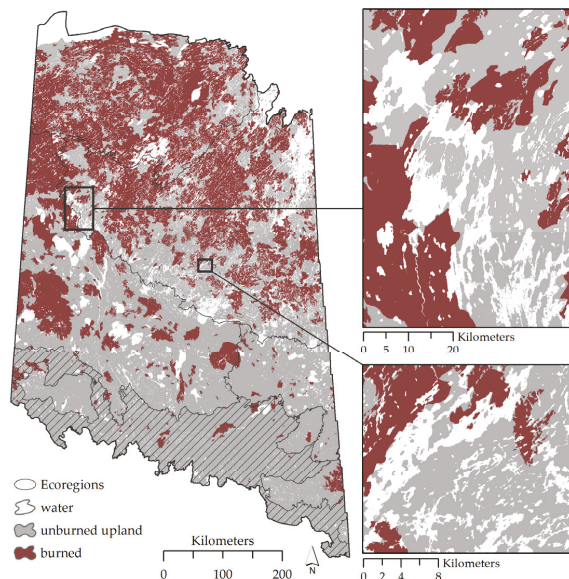 Kilometers
0 5 10 20
Ecoregions
water
unburned upland
burned
Kilometers
0 100 200
N
Kilometers
0 2 4 8